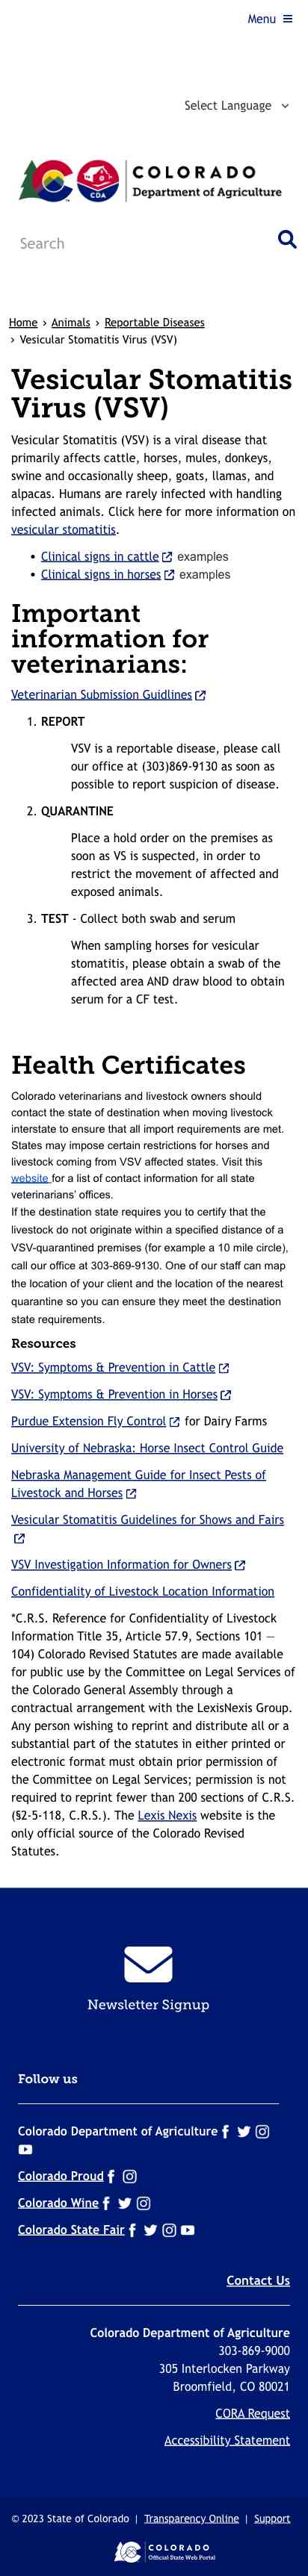 Menu
Select Language
COLORADO
Department of Agriculture
CO
CDA
Search
Home › Animals › Reportable Diseases
› Vesicular Stomatitis Virus (VSV)
Vesicular Stomatitis
Virus (VSV)
Vesicular Stomatitis (VSV) is a viral disease that
primarily affects cattle, horses, mules, donkeys,
swine and occasionally sheep, goats, llamas, and
alpacas. Humans are rarely infected with handling
infected animals. Click here for more information on
vesicular stomatitis.
• Clinical signs in cattle examples
• Clinical signs in horses examples
Important
information for
veterinarians:
Veterinarian Submission Guidlines
1. REPORT
VSV is a reportable disease, please call
our office at (303)869-9130 as soon as
possible to report suspicion of disease.
2. QUARANTINE
Place a hold order on the premises as
soon as VS is suspected, in order to
restrict the movement of affected and
exposed animals.
3. TEST - Collect both swab and serum
When sampling horses for vesicular
stomatitis, please obtain a swab of the
affected area AND draw blood to obtain
serum for a CF test.
Health Certificates
Colorado veterinarians and livestock owners should
contact the state of destination when moving livestock
interstate to ensure that all import requirements are met.
States may impose certain restrictions for horses and
livestock coming from VSV affected states. Visit this
website for a list of contact information for all state
veterinarians' offices.
If the destination state requires you to certify that the
livestock do not originate within a specified distance of a
VSV-quarantined premises (for example a 10 mile circle),
call our office at 303-869-9130. One of our staff can map
the location of your client and the location of the nearest
quarantine so you can ensure they meet the destination
state requirements.
Resources
VSV: Symptoms & Prevention in Cattle
VSV: Symptoms & Prevention in Horses
Purdue Extension Fly Control for Dairy Farms
University of Nebraska: Horse Insect Control Guide
Nebraska Management Guide for Insect Pests of
Livestock and Horses
Vesicular Stomatitis Guidelines for Shows and Fairs
VSV Investigation Information for Owners
Confidentiality of Livestock Location Information
*C.R.S. Reference for Confidentiality of Livestock
Information Title 35, Article 57.9, Sections 101 —
104) Colorado Revised Statutes are made available
for public use by the Committee on Legal Services of
the Colorado General Assembly through a
contractual arrangement with the LexisNexis Group.
Any person wishing to reprint and distribute all or a
substantial part of the statutes in either printed or
electronic format must obtain prior permission of
the Committee on Legal Services; permission is not
required to reprint fewer than 200 sections of C.R.S.
(§2-5-118, C.R.S.). The Lexis Nexis website is the
only official source of the Colorado Revised
Statutes.
Newsletter Signup
Follow us
Colorado Department of Agriculture
Colorado Proud
Colorado Wine
Colorado State Fair
Contact Us
Colorado Department of Agriculture
303-869-9000
305 Interlocken Parkway
Broomfield, CO 80021
CORA Request
Accessibility Statement
© 2023 State of Colorado | Transparency Online | Support
CO
COLORADO
Official State Web Portal